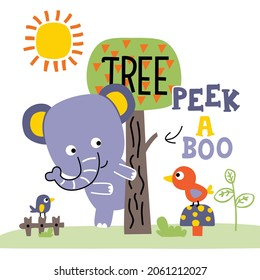 TREE
PEEK
A
BOO
shutterstock.com · 2061212027